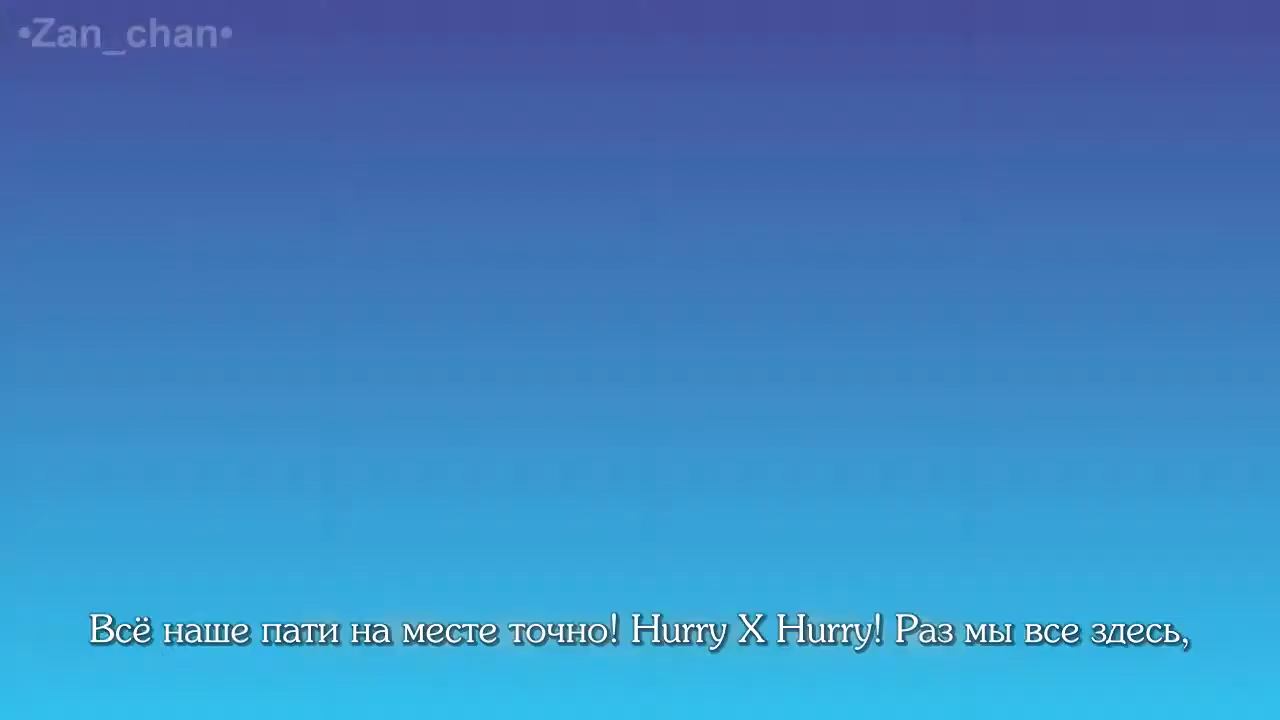 •Zan_chan•
Всё наше пати на месте точно! Hurry X Hurry! Раз мы все здесь,